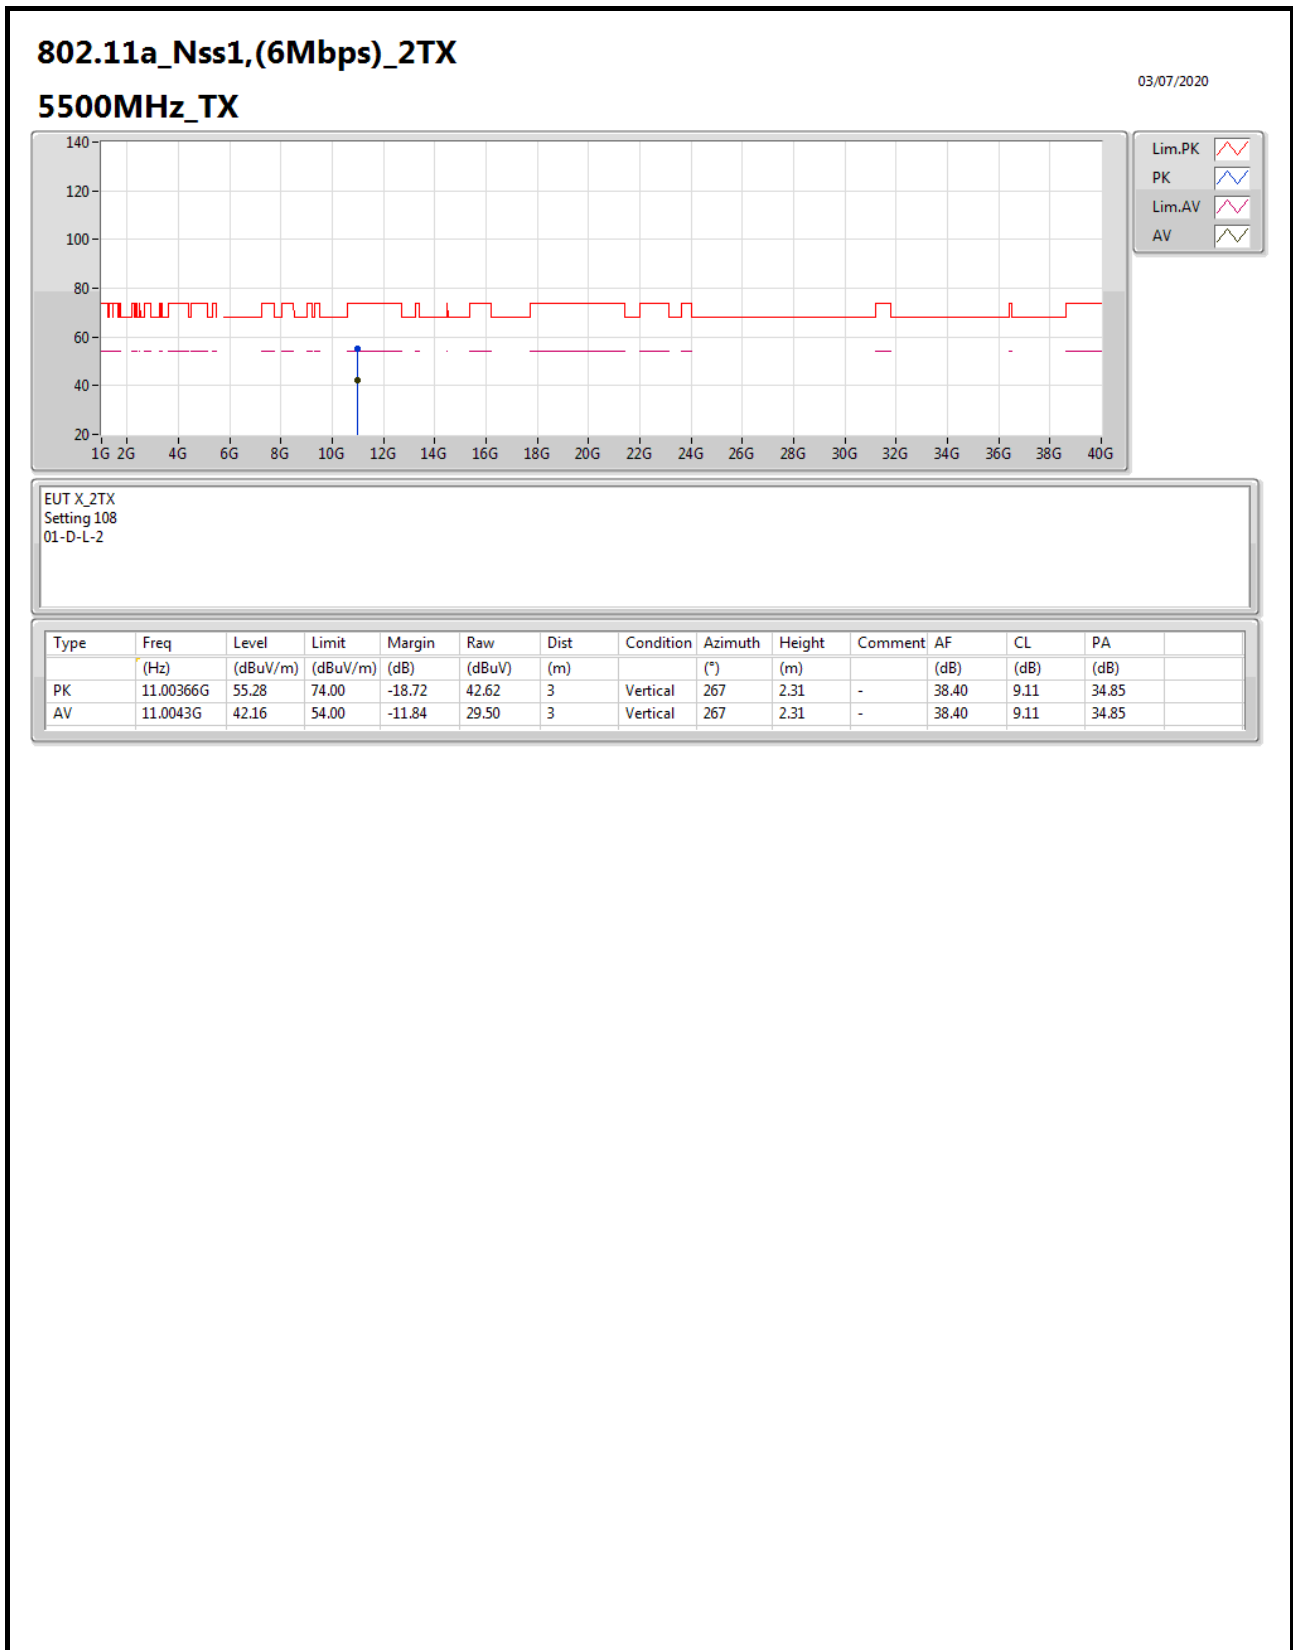 802.11a_Nss1,(6Mbps)_2TX
03/07/2020
5500MHz_TX
140
120
100
80
60
40
20
1G 2G 4G 6G 8G 10G 12G 14G 16G 18G 20G 22G 24G 26G 28G 30G 32G 34G 36G 38G 40G
Lim.PK
PK
Lim.AV
AV
EUT X_2TX
Setting 108
01-D-L-2
Type Freq Level Limit Margin Raw Dist Condition Azimuth Height Comment AF CL PA
(Hz) (dBuV/m) (dBuV/m) (dB) (dBuV) (m) (°) (m) (dB) (dB) (dB)
PK 11.00366G 55.28 74.00 -18.72 42.62 3 Vertical 267 2.31 - 38.40 9.11 34.85
AV 11.0043G 42.16 54.00 -11.84 29.50 3 Vertical 267 2.31 - 38.40 9.11 34.85